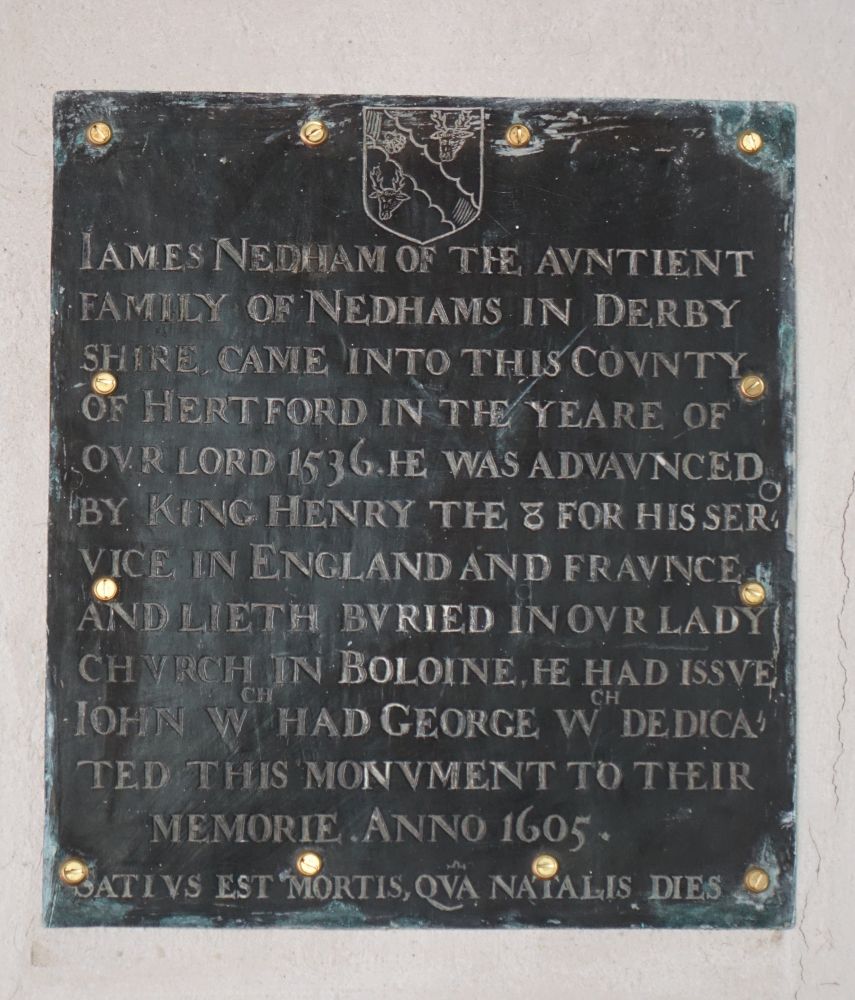 IAMES NEDHAM OF THE AVNTIENT
FAMILY OF NEDHAMS IN DERBY
SHIRE, CAME INTO THIS COVNTY
OF HERTFORD IN THE YEARE OF
OVR LORD 1536. HE WAS ADVAVNCED
BY KING HENRY THE 8 FOR HIS SER-
VICE IN ENGLAND AND FRAVNCE
AND LIETH BVRIED IN OVR LADY
CHVRCH IN BOLOINE, HE HAD ISSVE
IOHN WCH HAD GEORGE WCH DEDICA-
TED THIS MONVMENT TO THEIR
MEMORIE. ANNO 1605.
SATIVS EST MORTIS, QVA NATALIS DIES